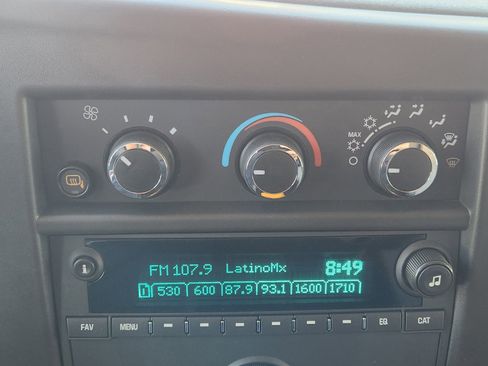 MAX
FM 107.9 LatinoMx 8:49
530 600 87.9 93.1 1600 1710
FAV MENU EQ CAT